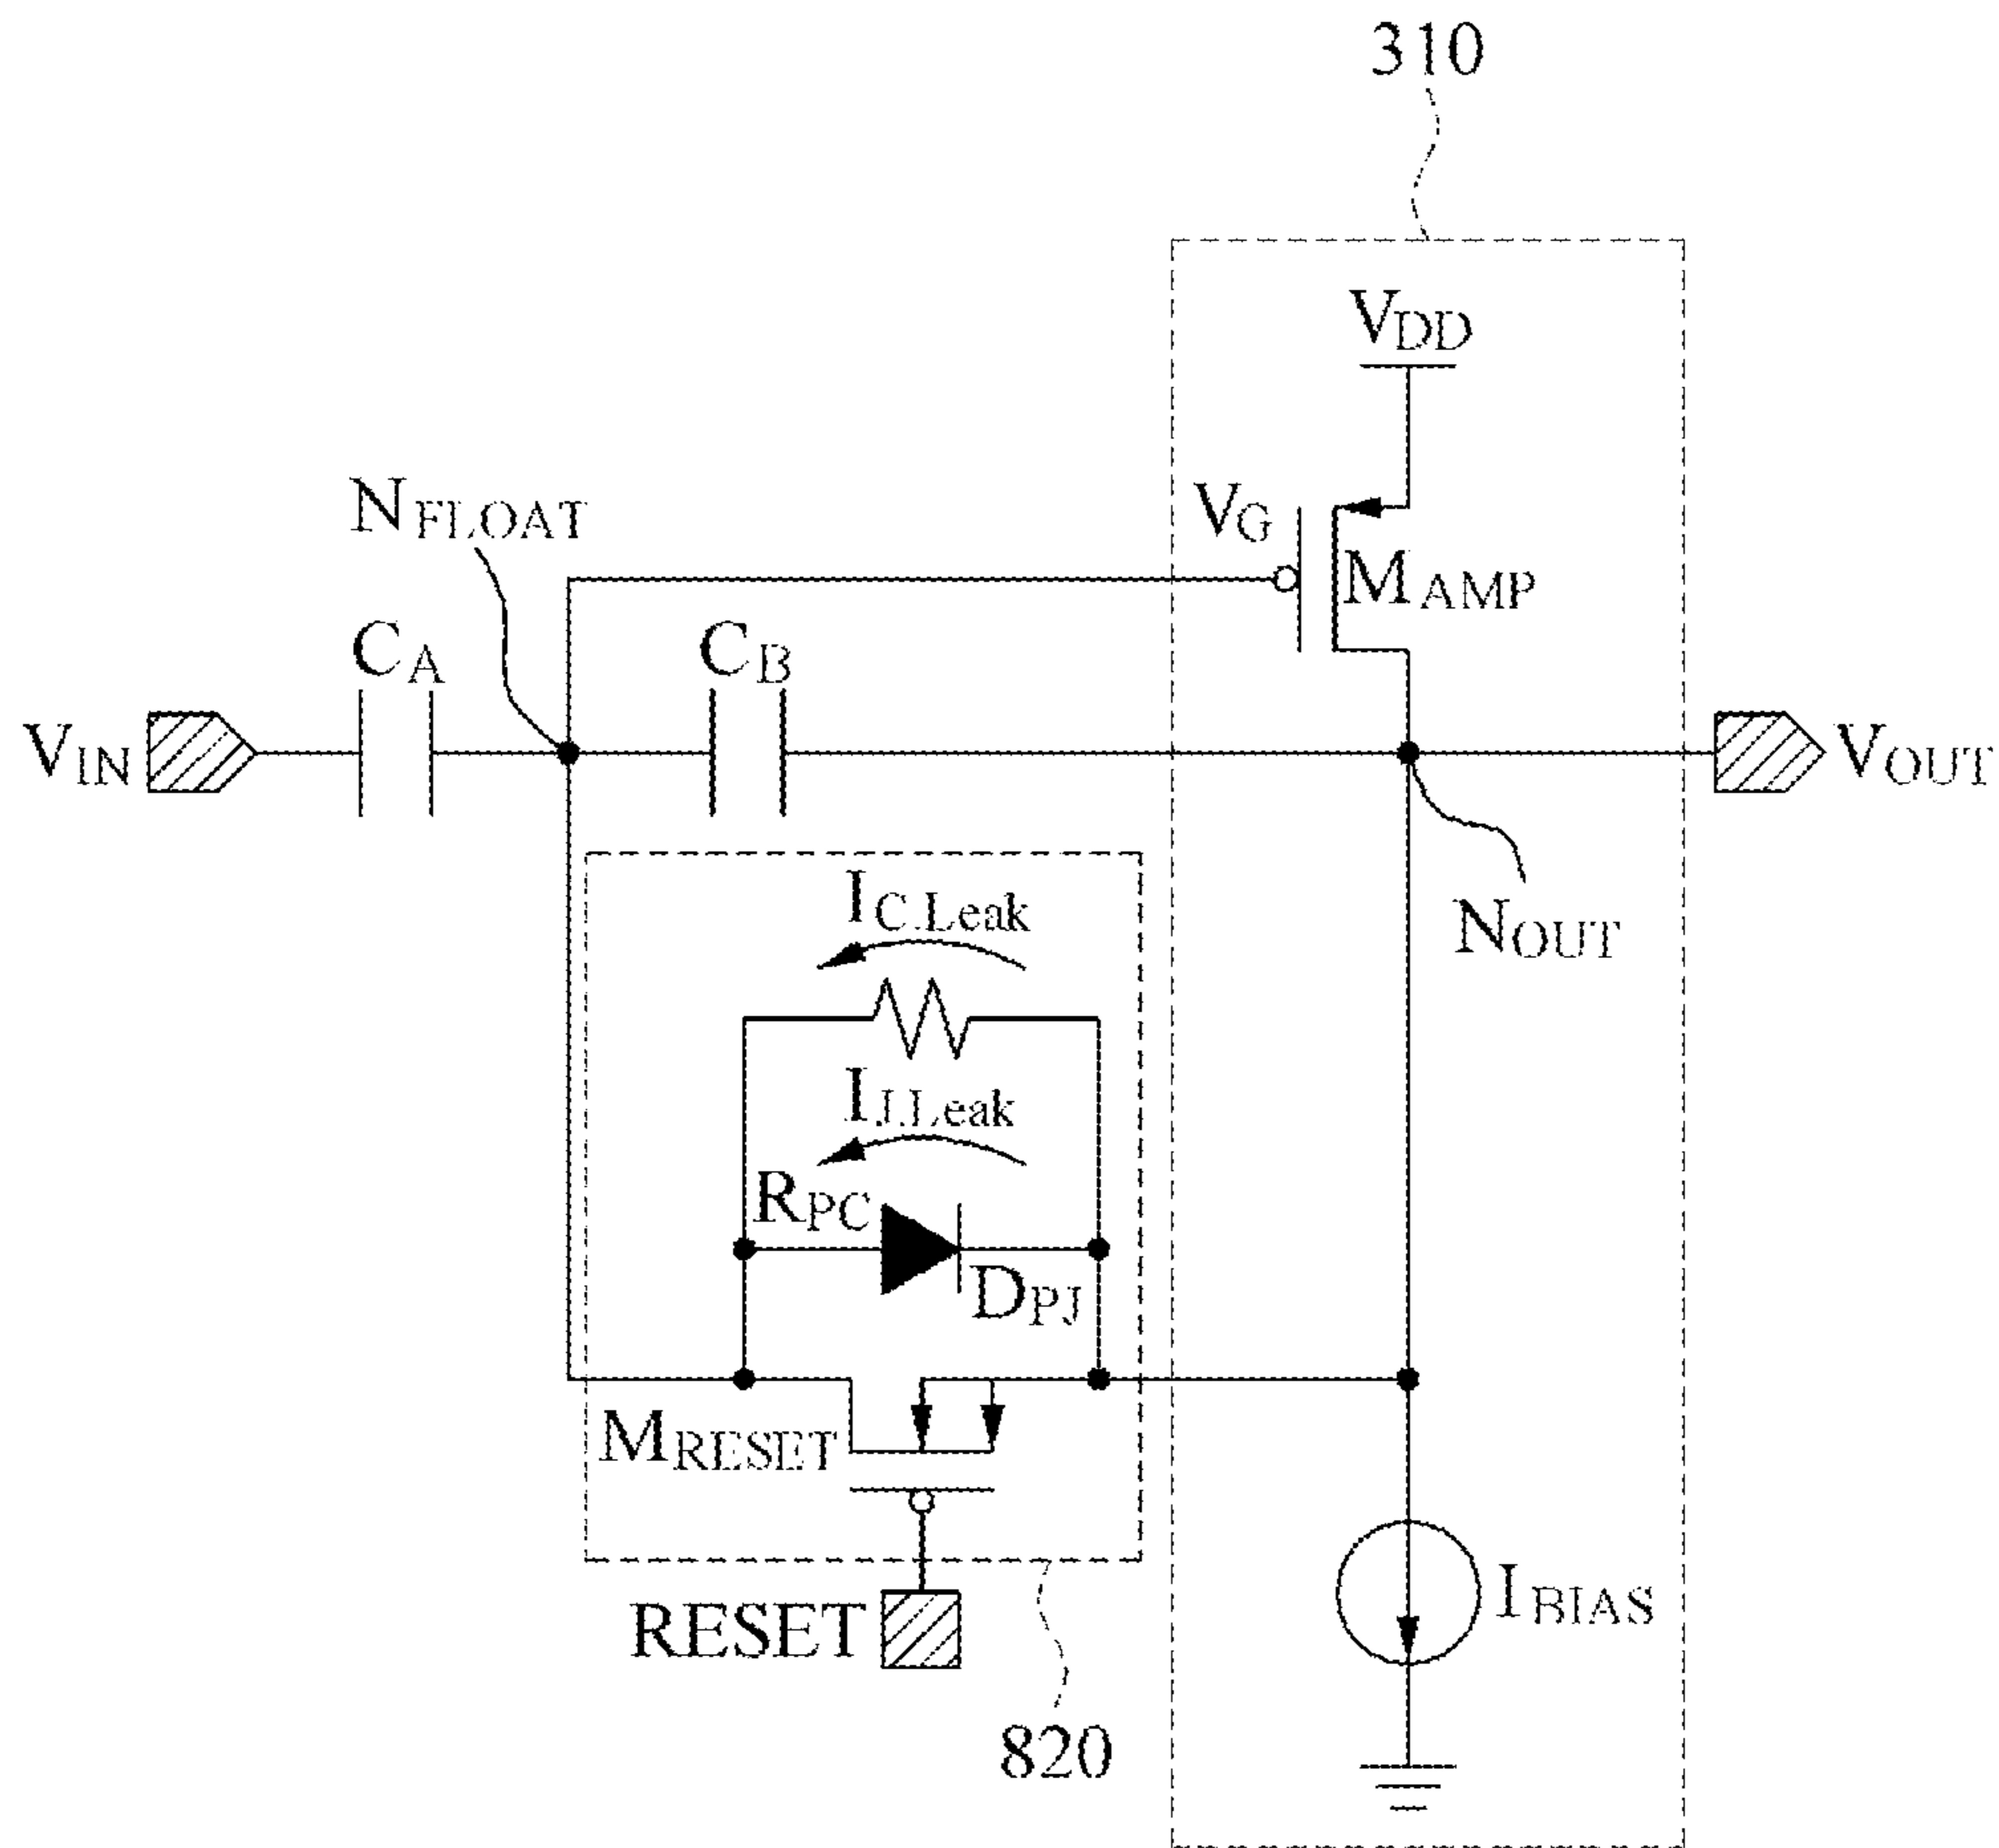 310
VDD
VG
MAMP
NFLOAT
CA
CB
VIN
VOUT
NOUT
IC.Leak
IJ.Leak
RPC
DPJ
MRESET
RESET
IBIAS
820